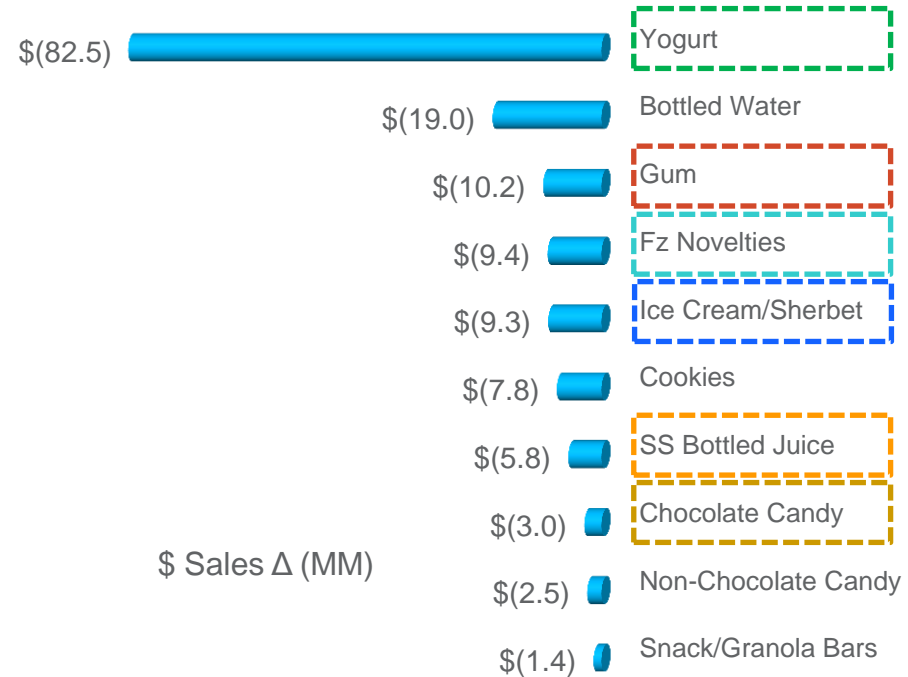 $(82.5) Yogurt
$(19.0) Bottled Water
$(10.2) Gum
$(9.4) Fz Novelties
$(9.3) Ice Cream/Sherbet
$(7.8) Cookies
$(5.8) SS Bottled Juice
$(3.0) Chocolate Candy
$ Sales Δ (MM)
$(2.5) Non-Chocolate Candy
$(1.4) Snack/Granola Bars